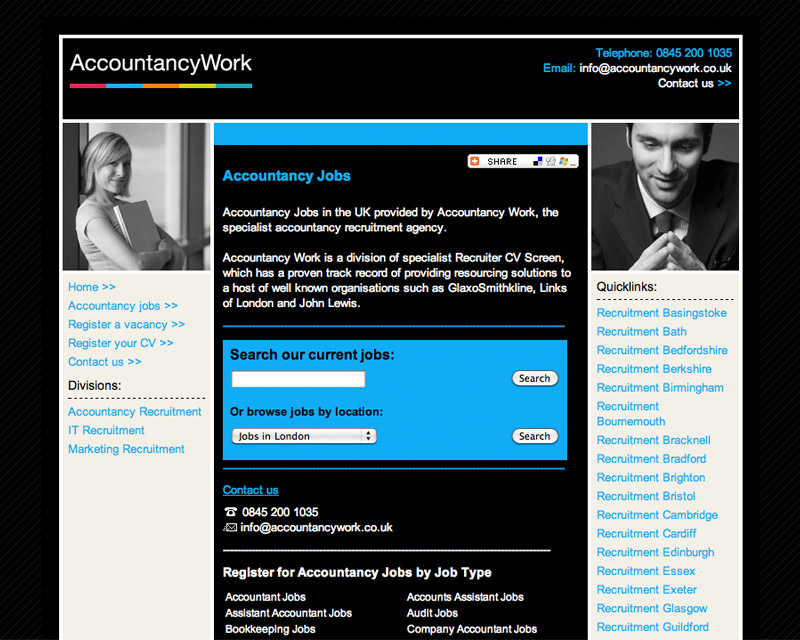 AccountancyWork
Telephone: 0845 200 1035
Email: info@accountancywork.co.uk
Contact us >>
Home >>
Accountancy jobs >>
Register a vacancy >>
Register your CV >>
Contact us >>
Divisions:
Accountancy Recruitment
IT Recruitment
Marketing Recruitment
SHARE
Accountancy Jobs
Accountancy Jobs in the UK provided by Accountancy Work, the
specialist accountancy recruitment agency.
Accountancy Work is a division of specialist Recruiter CV Screen,
which has a proven track record of providing resourcing solutions to
a host of well known organisations such as GlaxoSmithkline, Links
of London and John Lewis.
Search our current jobs:
Search
Or browse jobs by location:
Jobs in London
Search
Contact us
0845 200 1035
info@accountancywork.co.uk
Register for Accountancy Jobs by Job Type
Accountant Jobs
Accounts Assistant Jobs
Assistant Accountant Jobs
Audit Jobs
Bookkeeping Jobs
Company Accountant Jobs
Quicklinks:
Recruitment Basingstoke
Recruitment Bath
Recruitment Bedfordshire
Recruitment Berkshire
Recruitment Birmingham
Recruitment
Bournemouth
Recruitment Bracknell
Recruitment Bradford
Recruitment Brighton
Recruitment Bristol
Recruitment Cambridge
Recruitment Cardiff
Recruitment Edinburgh
Recruitment Essex
Recruitment Exeter
Recruitment Glasgow
Recruitment Guildford